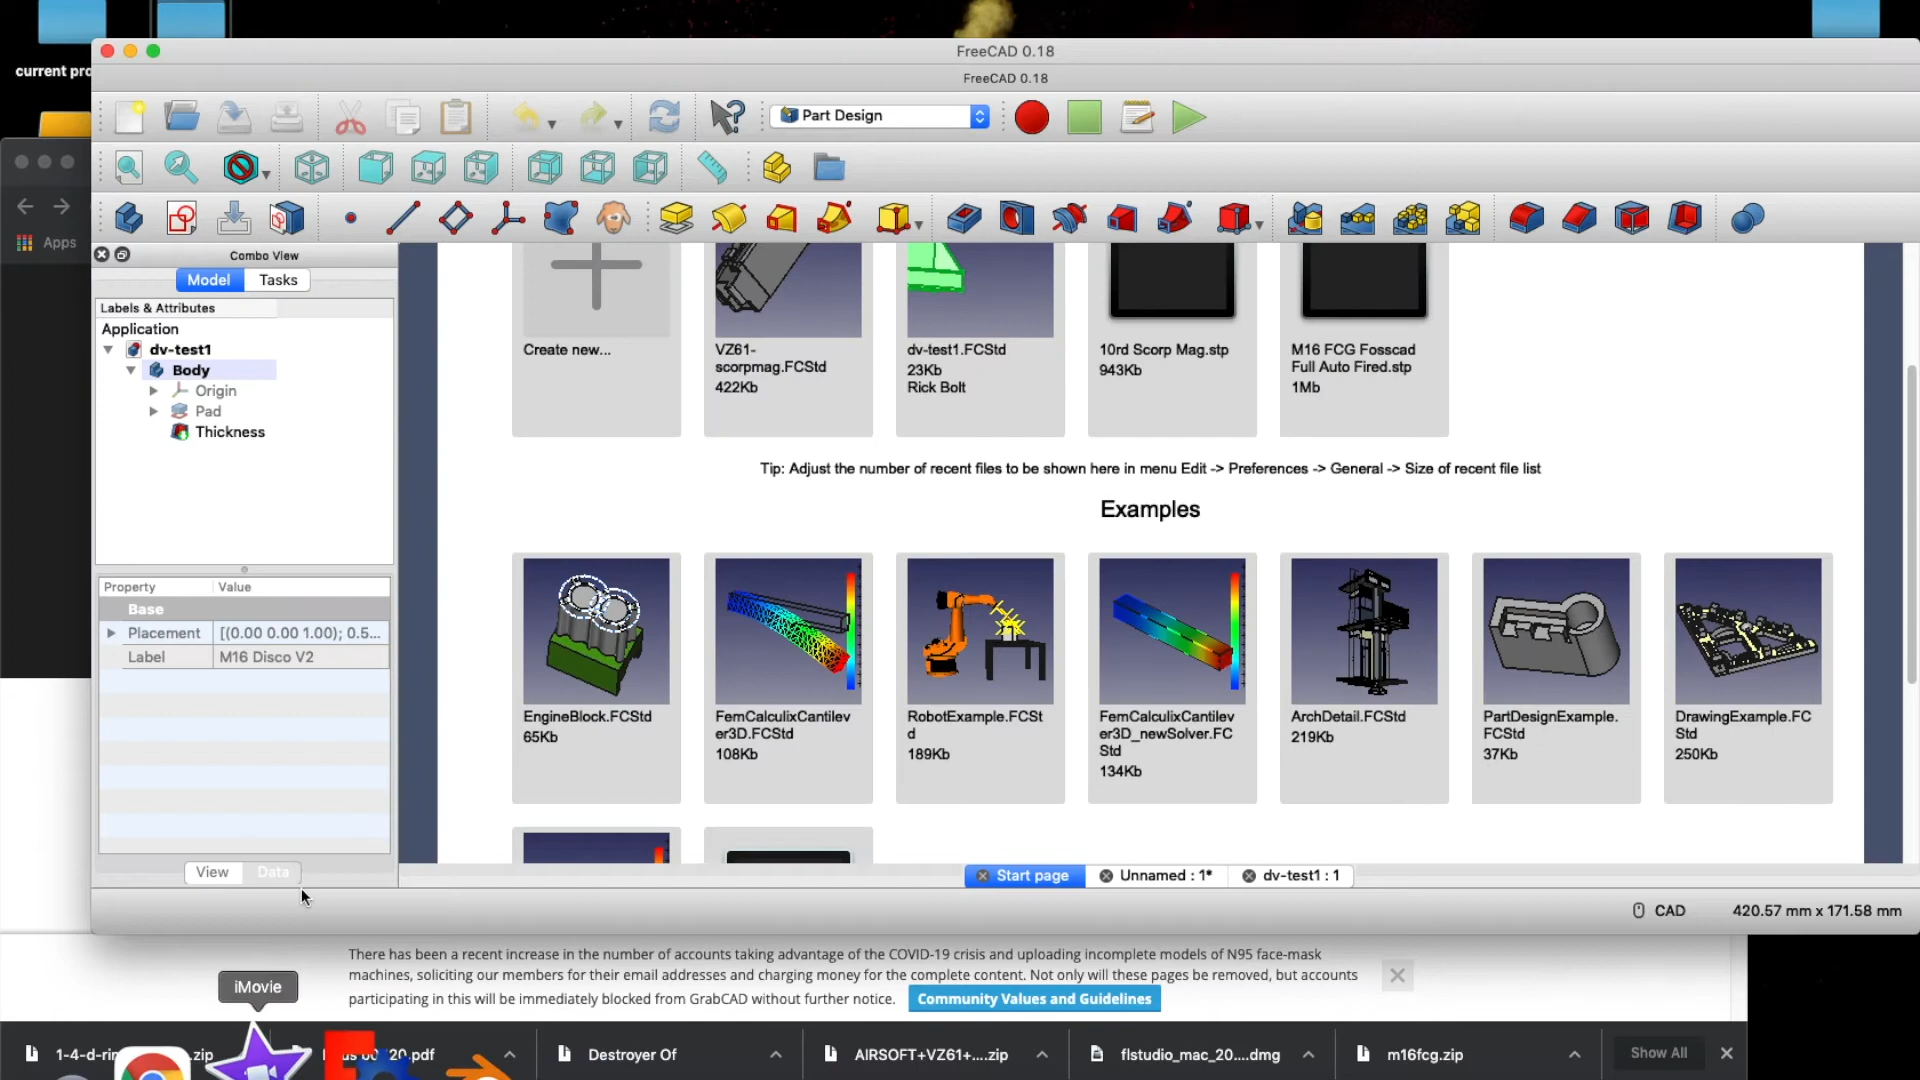 current pro
FreeCAD 0.18
FreeCAD 0.18
Part Design
Apps
Combo View
Model
Tasks
Labels & Attributes
Application
dv-test1
Body
Origin
Pad
Thickness
Property
Value
Base
Placement
[(0.00 0.00 1.00); 0.5...
Label
M16 Disco V2
View
Data
Create new...
VZ61-
scorpmag.FCStd
422Kb
dv-test1.FCStd
23Kb
Rick Bolt
10rd Scorp Mag.stp
943Kb
M16 FCG Fosscad
Full Auto Fired.stp
1Mb
Tip: Adjust the number of recent files to be shown here in menu Edit -> Preferences -> General -> Size of recent file list
Examples
EngineBlock.FCStd
65Kb
FemCalculixCantilev
er3D.FCStd
108Kb
RobotExample.FCSt
d
189Kb
FemCalculixCantilev
er3D_newSolver.FC
Std
134Kb
ArchDetail.FCStd
219Kb
PartDesignExample.
FCStd
37Kb
DrawingExample.FC
Std
250Kb
Start page
Unnamed : 1*
dv-test1 : 1
CAD
420.57 mm x 171.58 mm
There has been a recent increase in the number of accounts taking advantage of the COVID-19 crisis and uploading incomplete models of N95 face-mask
machines, soliciting our members for their email addresses and charging money for the complete content. Not only will these pages be removed, but accounts
participating in this will be immediately blocked from GrabCAD without further notice.
Community Values and Guidelines
iMovie
1-4-d-ri
.zip
20.pdf
Destroyer Of
AIRSOFT+VZ61+....zip
flstudio_mac_20....dmg
m16fcg.zip
Show All